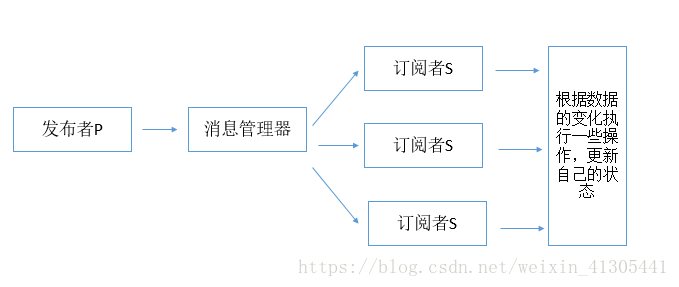 订阅者S
发布者P
消息管理器
订阅者S
订阅者S
根据数据
的变化执
行一些操
作，更新
自己的状
态
https://blog.csdn.net/weixin_41305441